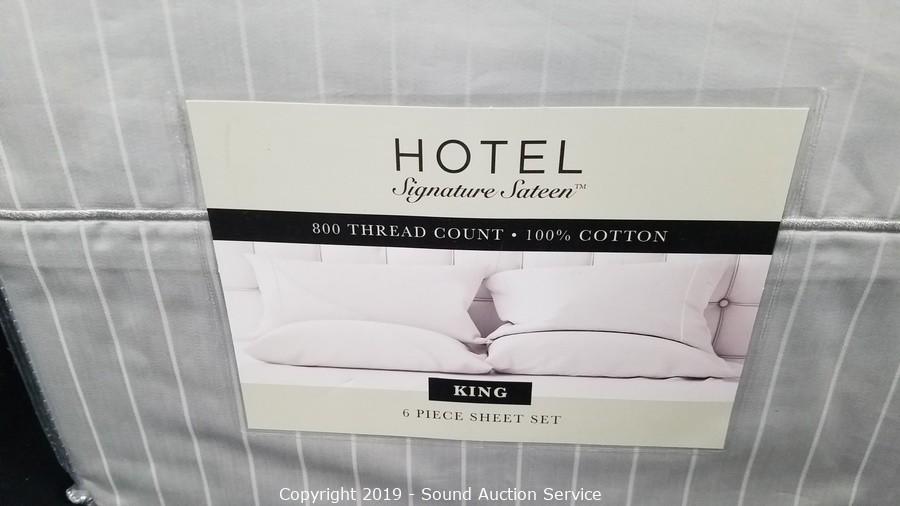 HOTEL
Signature Sateen™
800 THREAD COUNT • 100% COTTON
KING
6 PIECE SHEET SET
Copyright 2019 - Sound Auction Service